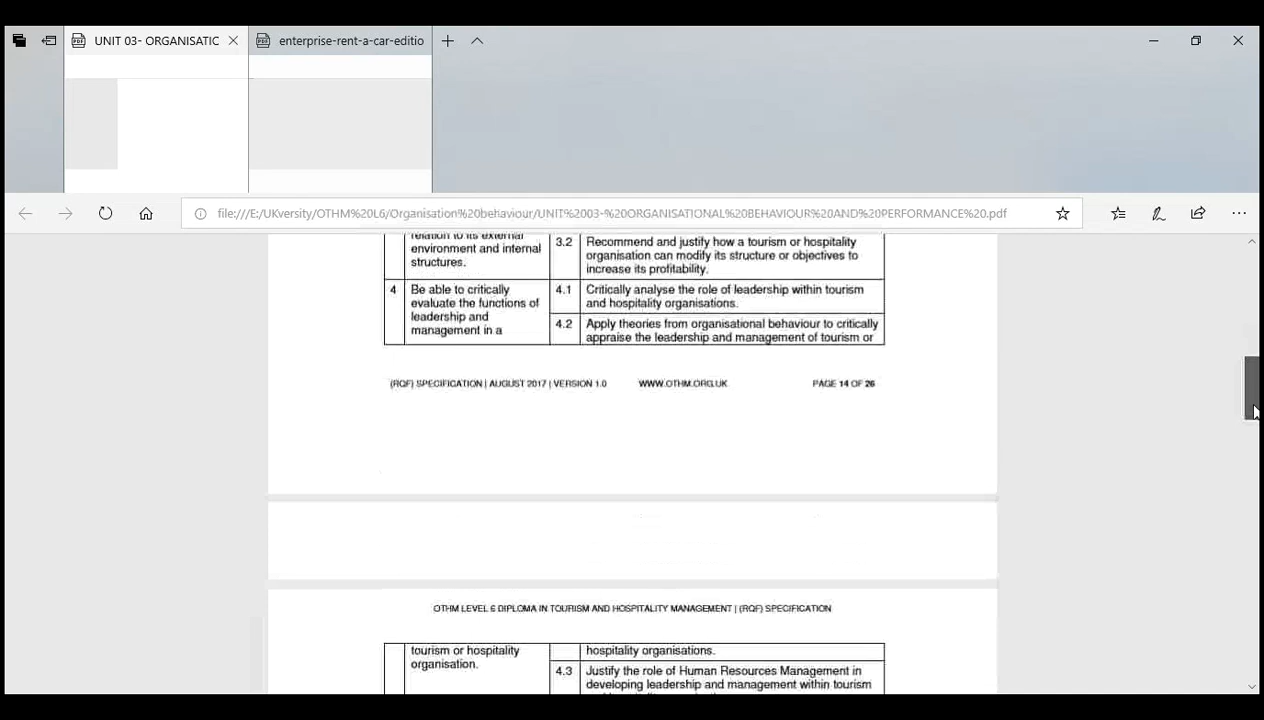 UNIT 03- ORGANISATIC
enterprise-rent-a-car-editio
file:///E:/UKversity/OTHM%20L6/Organisation%20behaviour/UNIT%2003-%20ORGANISATIONAL%20BEHAVIOUR%20AND%20PERFORMANCE%20.pdf
relation to its external
environment and internal
structures.
3.2 Recommend and justify how a tourism or hospitality
organisation can modify its structure or objectives to
increase its profitability.
4 Be able to critically
evaluate the functions of
leadership and
management in a
4.1 Critically analyse the role of leadership within tourism
and hospitality organisations.
4.2 Apply theories from organisational behaviour to critically
appraise the leadership and management of tourism or
(RQF) SPECIFICATION | AUGUST 2017 | VERSION 1.0 WWW.OTHM.ORG.UK PAGE 14 OF 26
OTHM LEVEL 6 DIPLOMA IN TOURISM AND HOSPITALITY MANAGEMENT | (RQF) SPECIFICATION
tourism or hospitality
organisation.
hospitality organisations.
4.3 Justify the role of Human Resources Management in
developing leadership and management within tourism